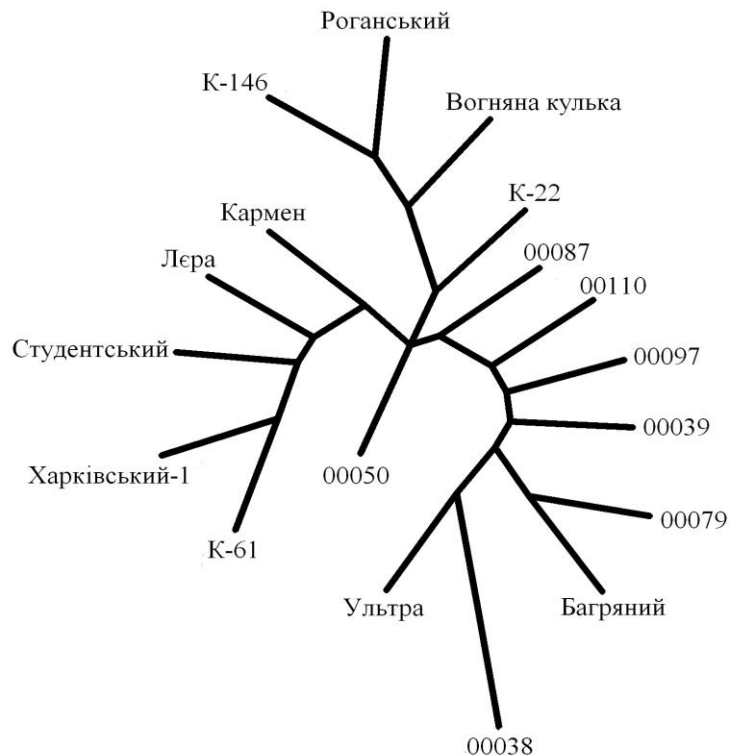 Роганський
К-146
Вогняна кулька
К-22
Кармен
00087
Лєра
00110
Студентський
00097
00039
Харківський-1
00050
00079
К-61
Ультра
Багряний
00038